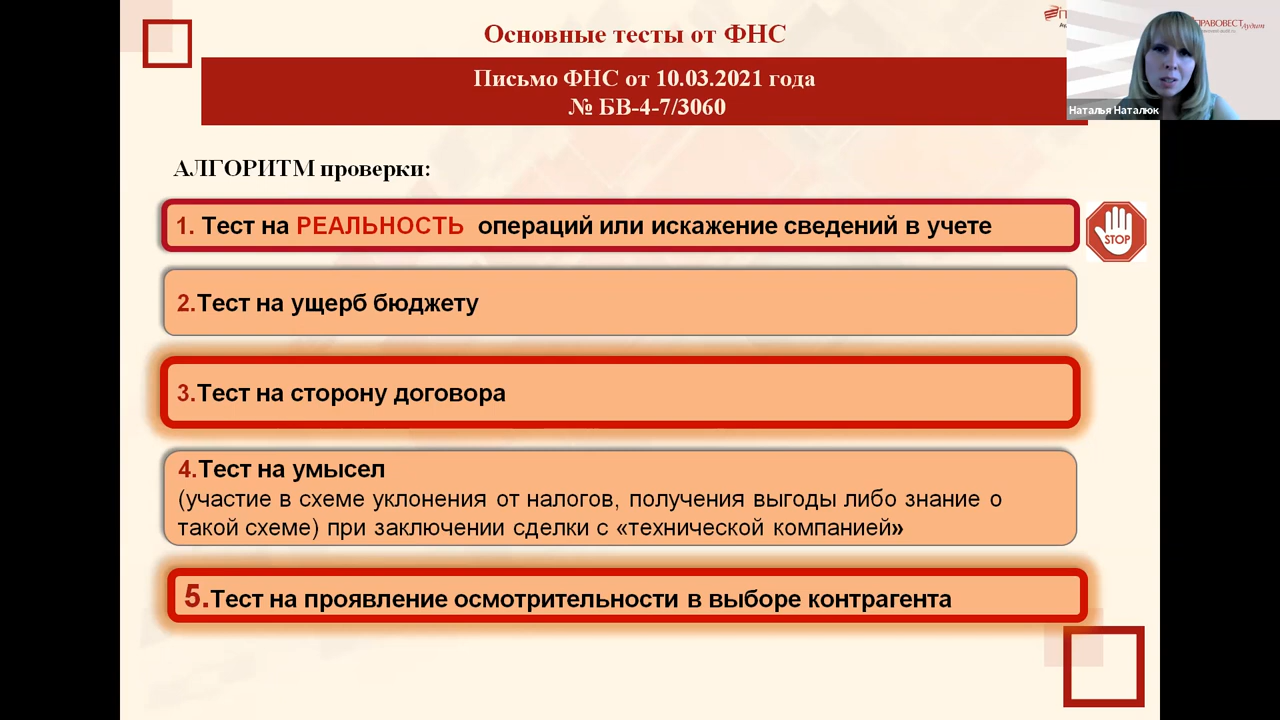 Основные тесты от ФНС
Письмо ФНС от 10.03.2021 года
№ БВ-4-7/3060
ПРАВОВЕСТ
Аудит
Наталья Наталюк
АЛГОРИТМ проверки:
1. Тест на РЕАЛЬНОСТЬ операций или искажение сведений в учете
STOP
2.Тест на ущерб бюджету
3.Тест на сторону договора
4.Тест на умысел
(участие в схеме уклонения от налогов, получения выгоды либо знание о
такой схеме) при заключении сделки с «технической компанией»
5.Тест на проявление осмотрительности в выборе контрагента